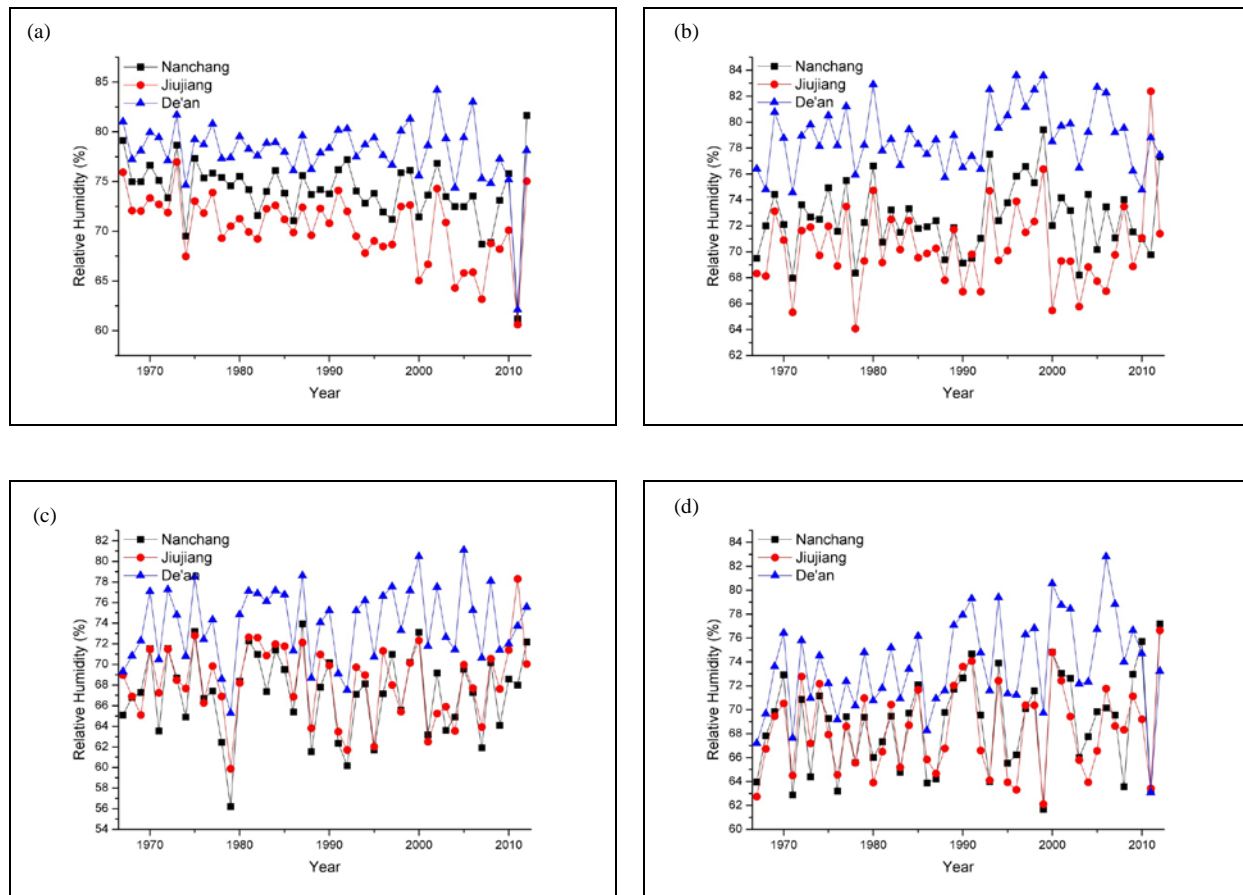 (a)
Nanchang
Jiujiang
De'an
85
80
75
70
65
60
Relative Humidity (%)
1970 1980 1990 2000 2010
Year
(b)
Nanchang
Jiujiang
De'an
84
82
80
78
76
74
72
70
68
66
64
62
Relative Humidity (%)
1970 1980 1990 2000 2010
Year
(c)
Nanchang
Jiujiang
De'an
82
80
78
76
74
72
70
68
66
64
62
60
58
56
54
Relative Humidity (%)
1970 1980 1990 2000 2010
Year
(d)
Nanchang
Jiujiang
De'an
84
82
80
78
76
74
72
70
68
66
64
62
60
Relative Humidity (%)
1970 1980 1990 2000 2010
Year